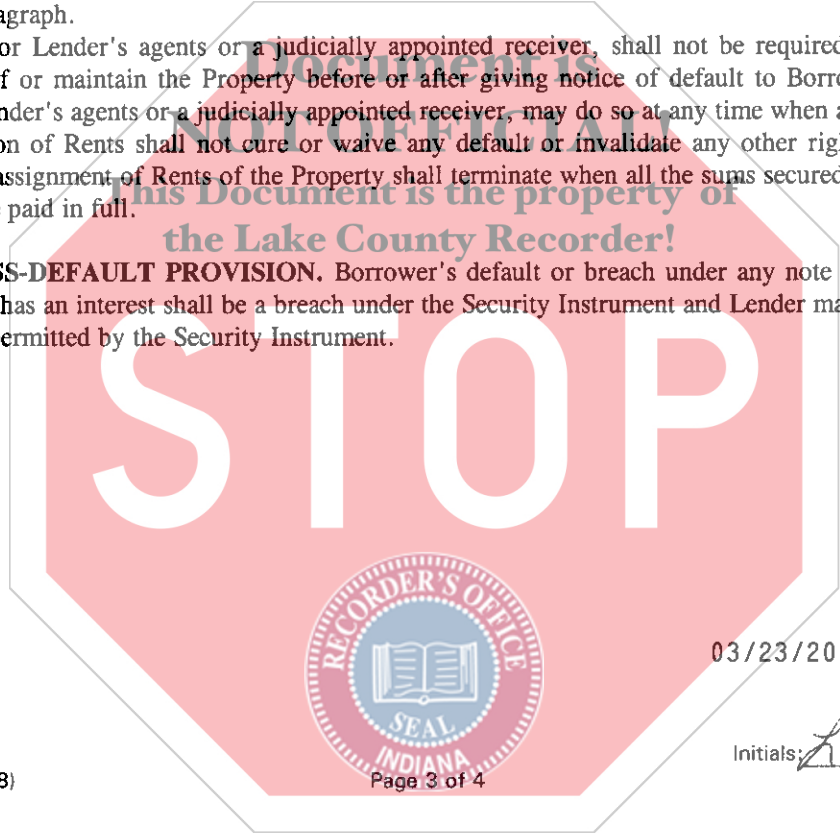 agraph.
or Lender's agents or a judicially appointed receiver, shall not be required
f or maintain the Property before or after giving notice of default to Borro
nder's agents or a judicially appointed receiver, may do so at any time when a
on of Rents shall not cure or waive any default or invalidate any other righ
assignment of Rents of the Property shall terminate when all the sums secured
paid in full.
Document is
NOT OFFICIAL!
This Document is the property of
the Lake County Recorder!
SS-DEFAULT PROVISION. Borrower's default or breach under any note
has an interest shall be a breach under the Security Instrument and Lender ma
ermitted by the Security Instrument.
STOP
RECORDER'S OFFICE
SEAL
INDIANA
03/23/20
Initials:
8)
Page 3 of 4